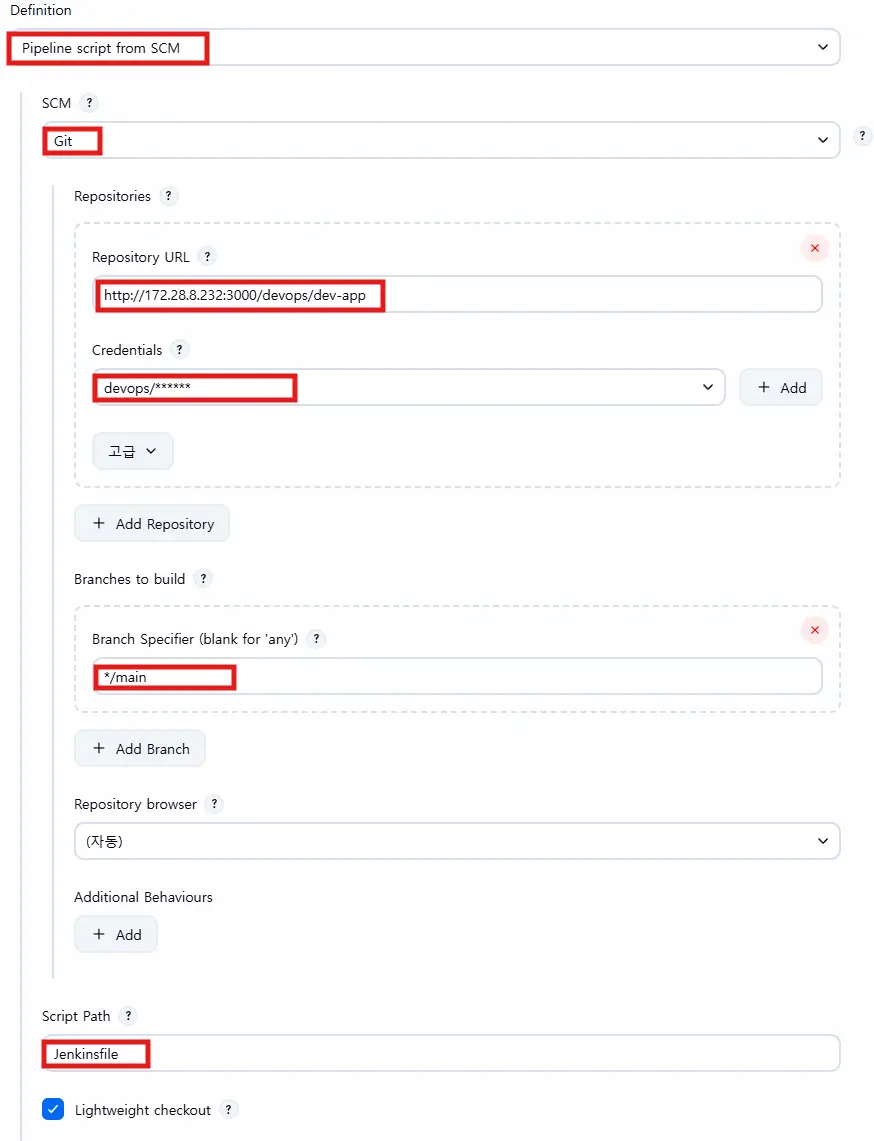 Definition
Pipeline script from SCM
SCM ?
Git
?
Repositories ?
Repository URL ?
http://172.28.8.232:3000/devops/dev-app
Credentials ?
devops/******
+ Add
고급
+ Add Repository
Branches to build ?
Branch Specifier (blank for 'any') ?
*/main
+ Add Branch
Repository browser ?
(자동)
Additional Behaviours
+ Add
Script Path ?
Jenkinsfile
Lightweight checkout ?